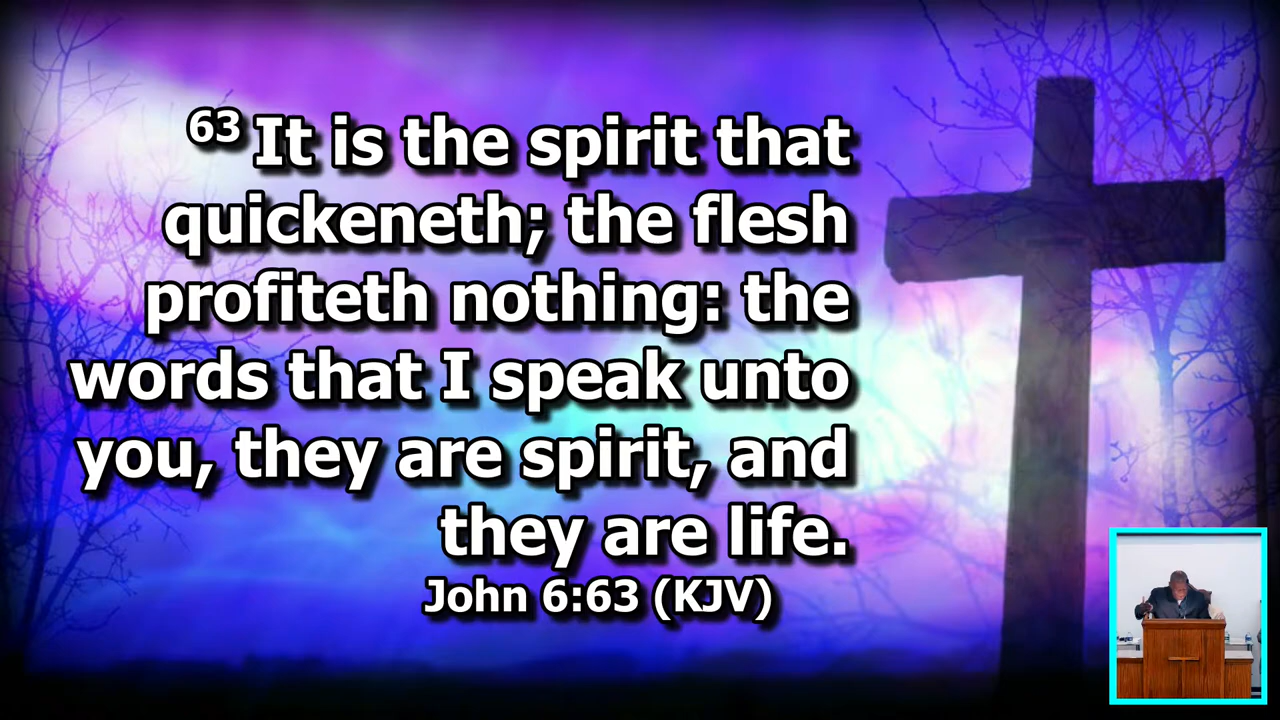 63 It is the spirit that
quickeneth; the flesh
profiteth nothing: the
words that I speak unto
you, they are spirit, and
they are life.
John 6:63 (KJV)